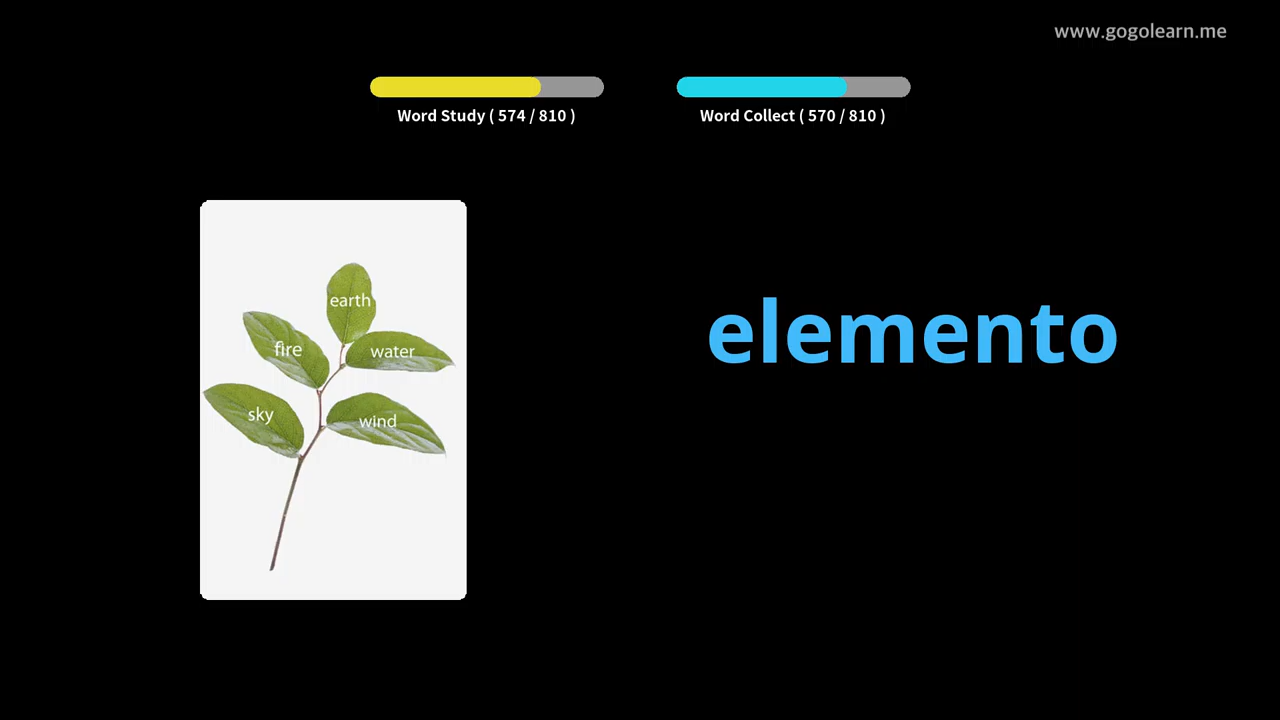 www.gogolearn.me
Word Study ( 574 / 810 )
Word Collect ( 570 / 810 )
earth
fire
water
sky
wind
elemento